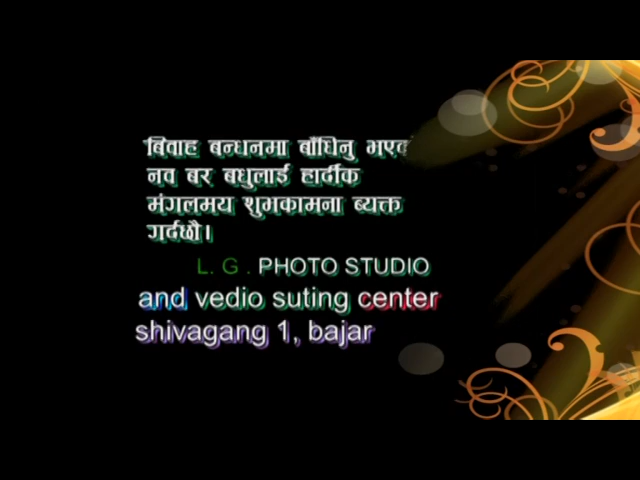 बिवाह बन्धनमा बाँधिनु
नव बर बधुलाई हार्दीक
मंगलमय शुभकामना ब्यक्त
गर्दछौ।
L. G . PHOTO STUDIO
and vedio suting center
shivagang 1, bajar